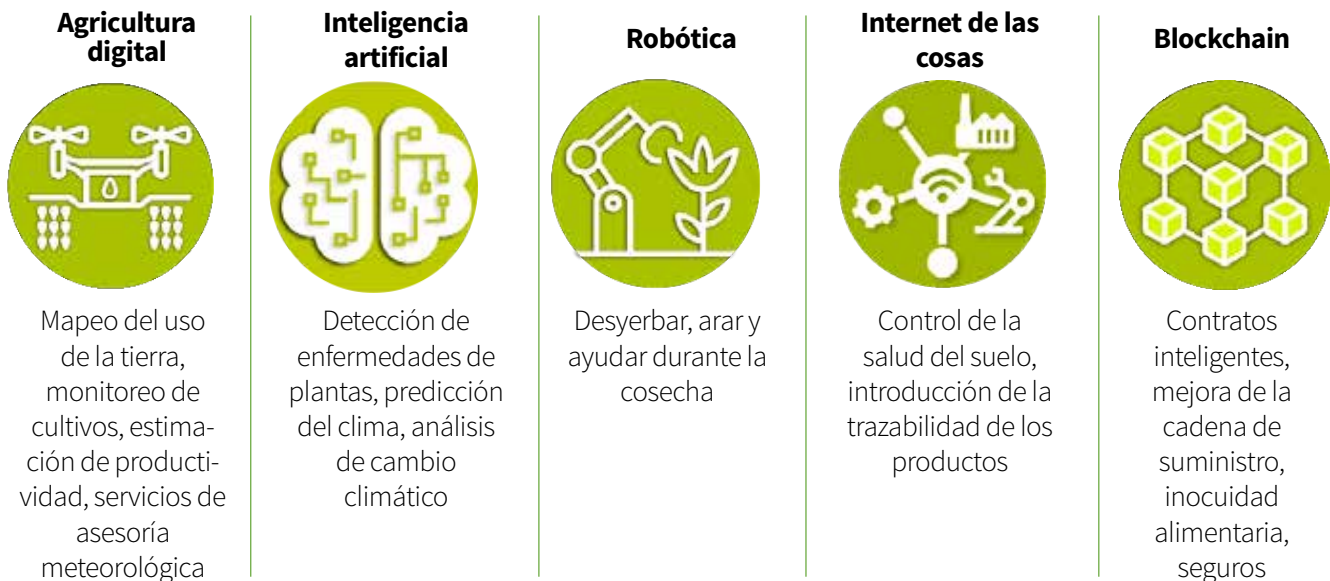 Agricultura
digital
Mapeo del uso
de la tierra,
monitoreo de
cultivos, estima-
ción de producti-
vidad, servicios de
asesoría
meteorológica
Inteligencia
artificial
Detección de
enfermedades de
plantas, predicción
del clima, análisis
de cambio
climático
Robótica
Desyerbar, arar y
ayudar durante la
cosecha
Internet de las
cosas
Control de la
salud del suelo,
introducción de la
trazabilidad de los
productos
Blockchain
Contratos
inteligentes,
mejora de la
cadena de
suministro,
inocuidad
alimentaria,
seguros